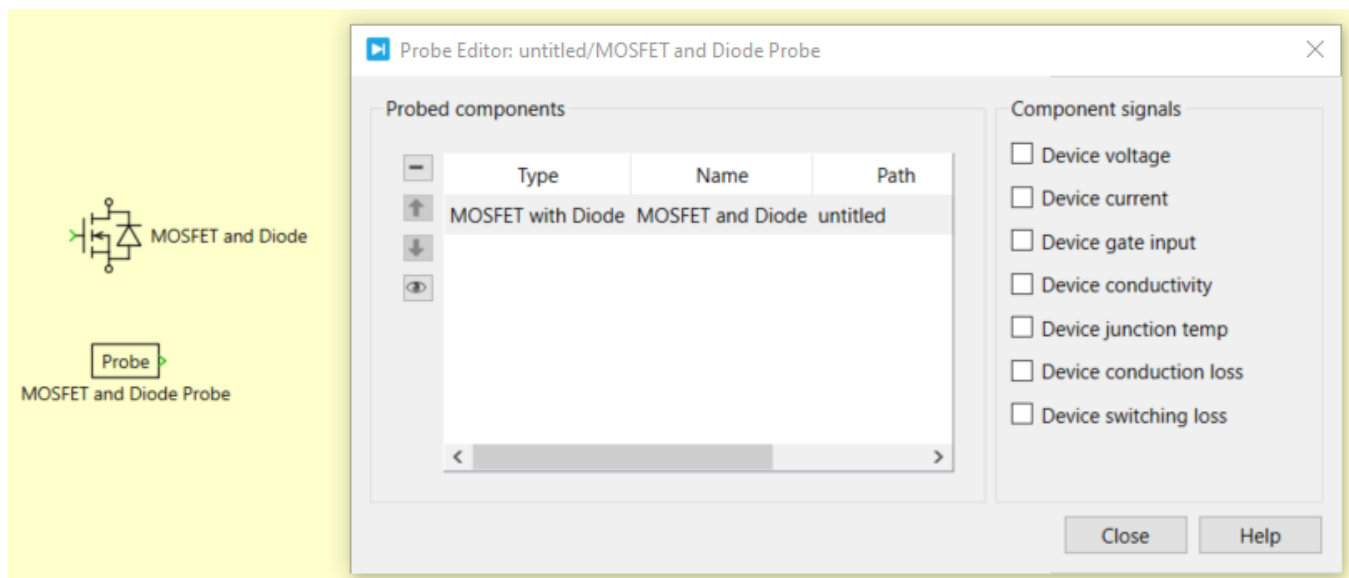 Probe Editor: untitled/MOSFET and Diode Probe
Probed components
Type Name Path
MOSFET with Diode MOSFET and Diode untitled
Component signals
Device voltage
Device current
Device gate input
Device conductivity
Device junction temp
Device conduction loss
Device switching loss
Close Help
MOSFET and Diode
Probe
MOSFET and Diode Probe